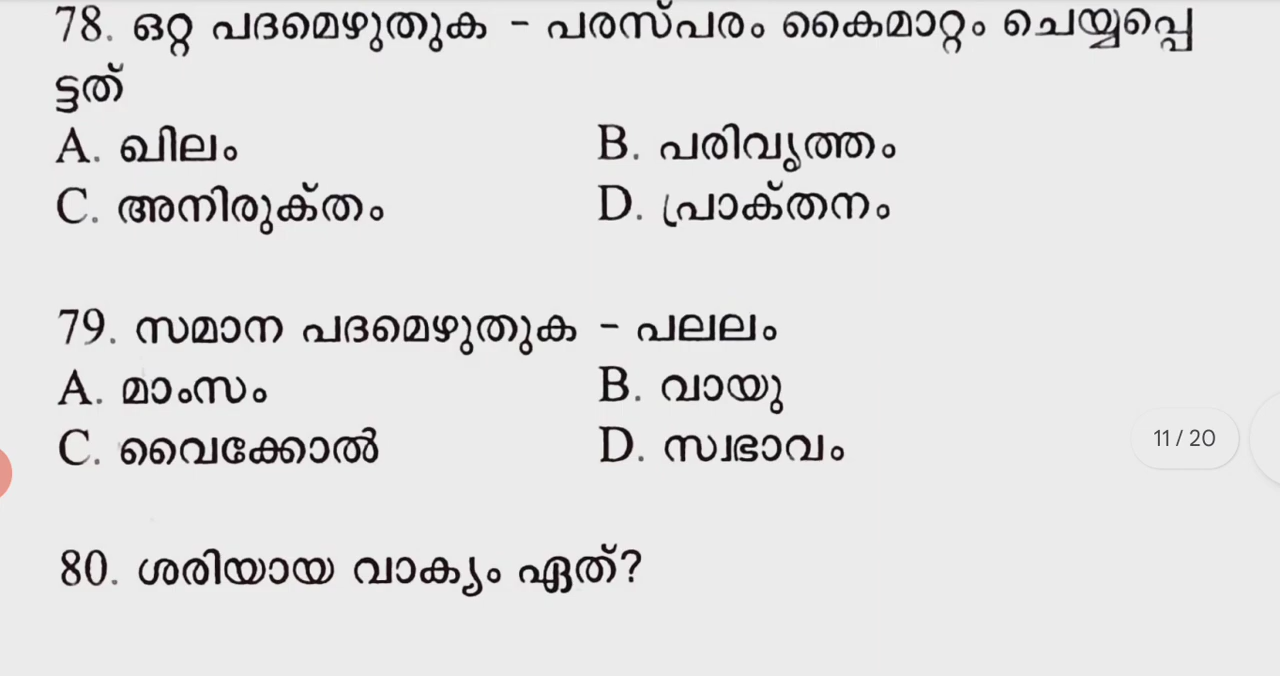 78. ഒറ്റ പദമെഴുതുക - പരസ്പരം കൈമാറ്റം ചെയ്യപ്പെ
ട്ടത്
A. ഖിലം B. പരിവൃത്തം
C. അനിരുക്തം D. പ്രാക്തനം
79. സമാന പദമെഴുതുക - പലലം
A. മാംസം B. വായു
C. വൈക്കോൽ D. സ്വഭാവം
11 / 20
80. ശരിയായ വാക്യം ഏത്?